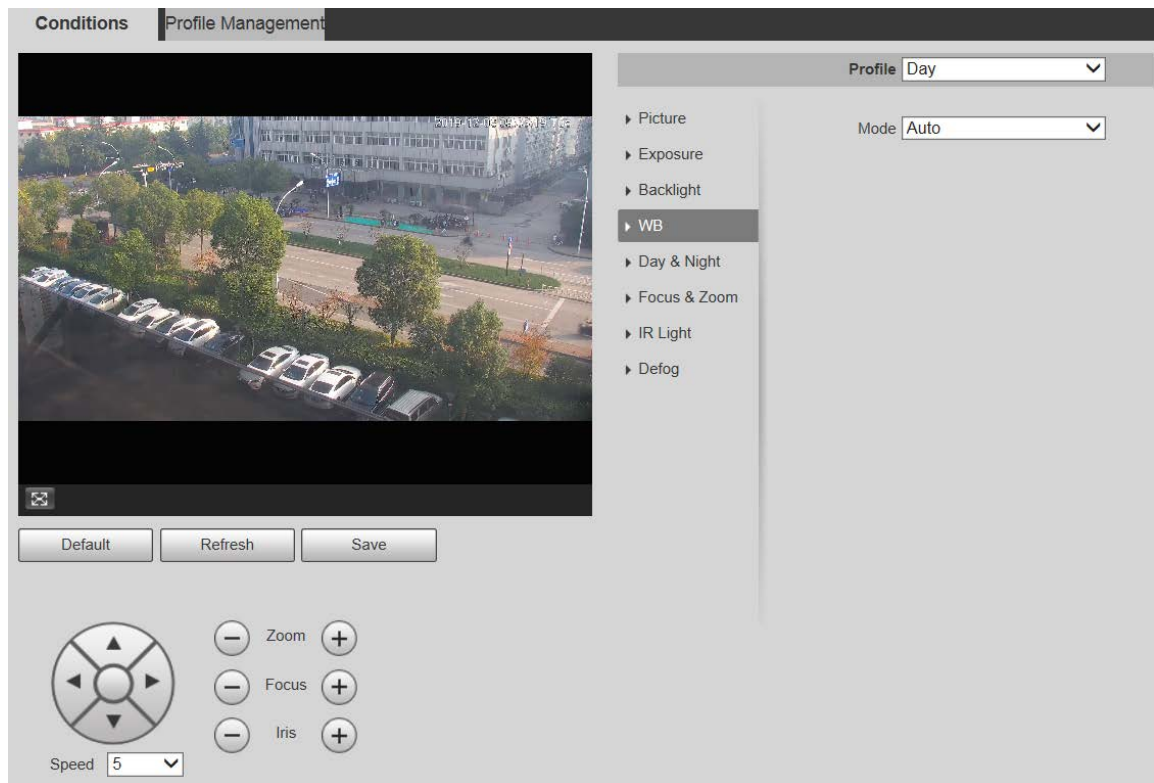 Conditions
Profile Management
Profile Day
Picture
Exposure
Backlight
WB
Day & Night
Focus & Zoom
IR Light
Defog
Mode Auto
Default
Refresh
Save
Zoom
Focus
Iris
Speed 5